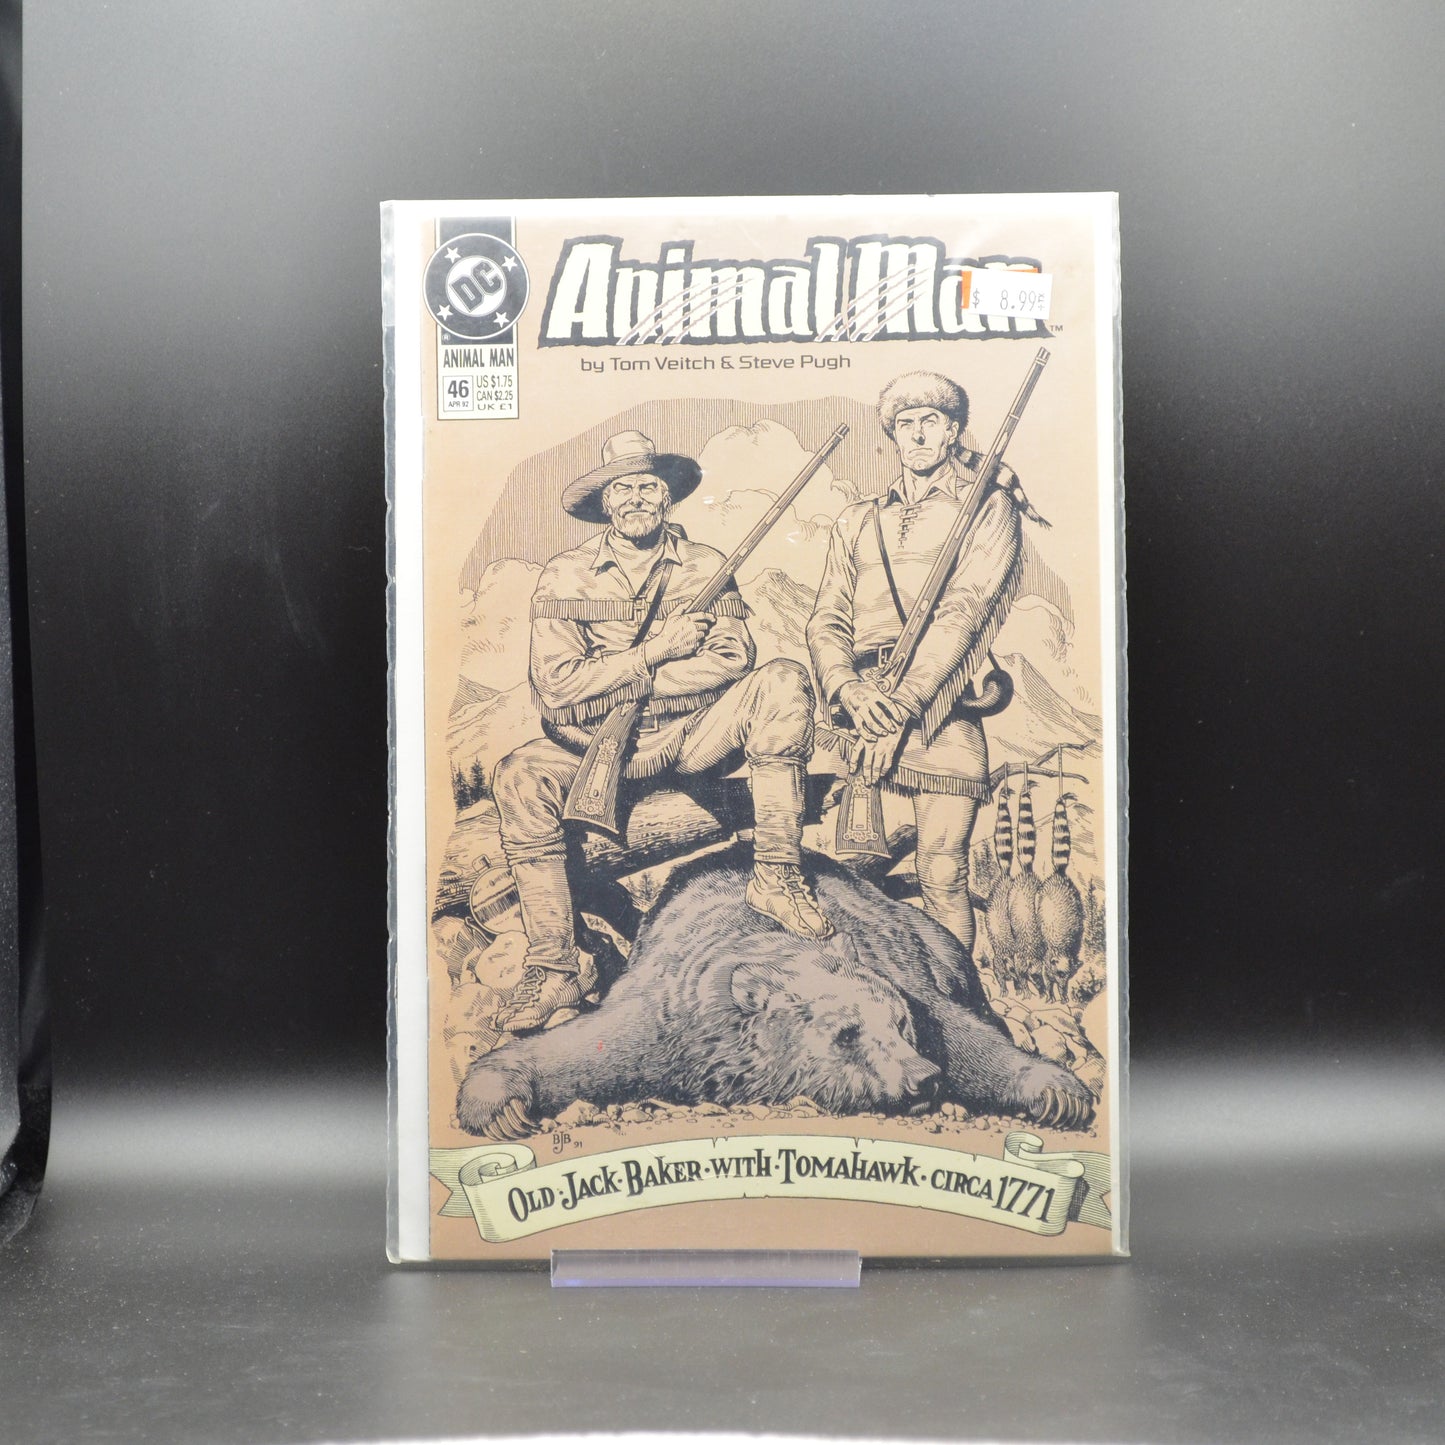 DC
®
ANIMAL MAN
46
APR 92
US $1.75
CAN $2.25
UK £1
Animal Man
TM
$ 8.99
by Tom Veitch & Steve Pugh
BJB 91
OLD · JACK · BAKER · WITH · TOMAHAWK · CIRCA 1771